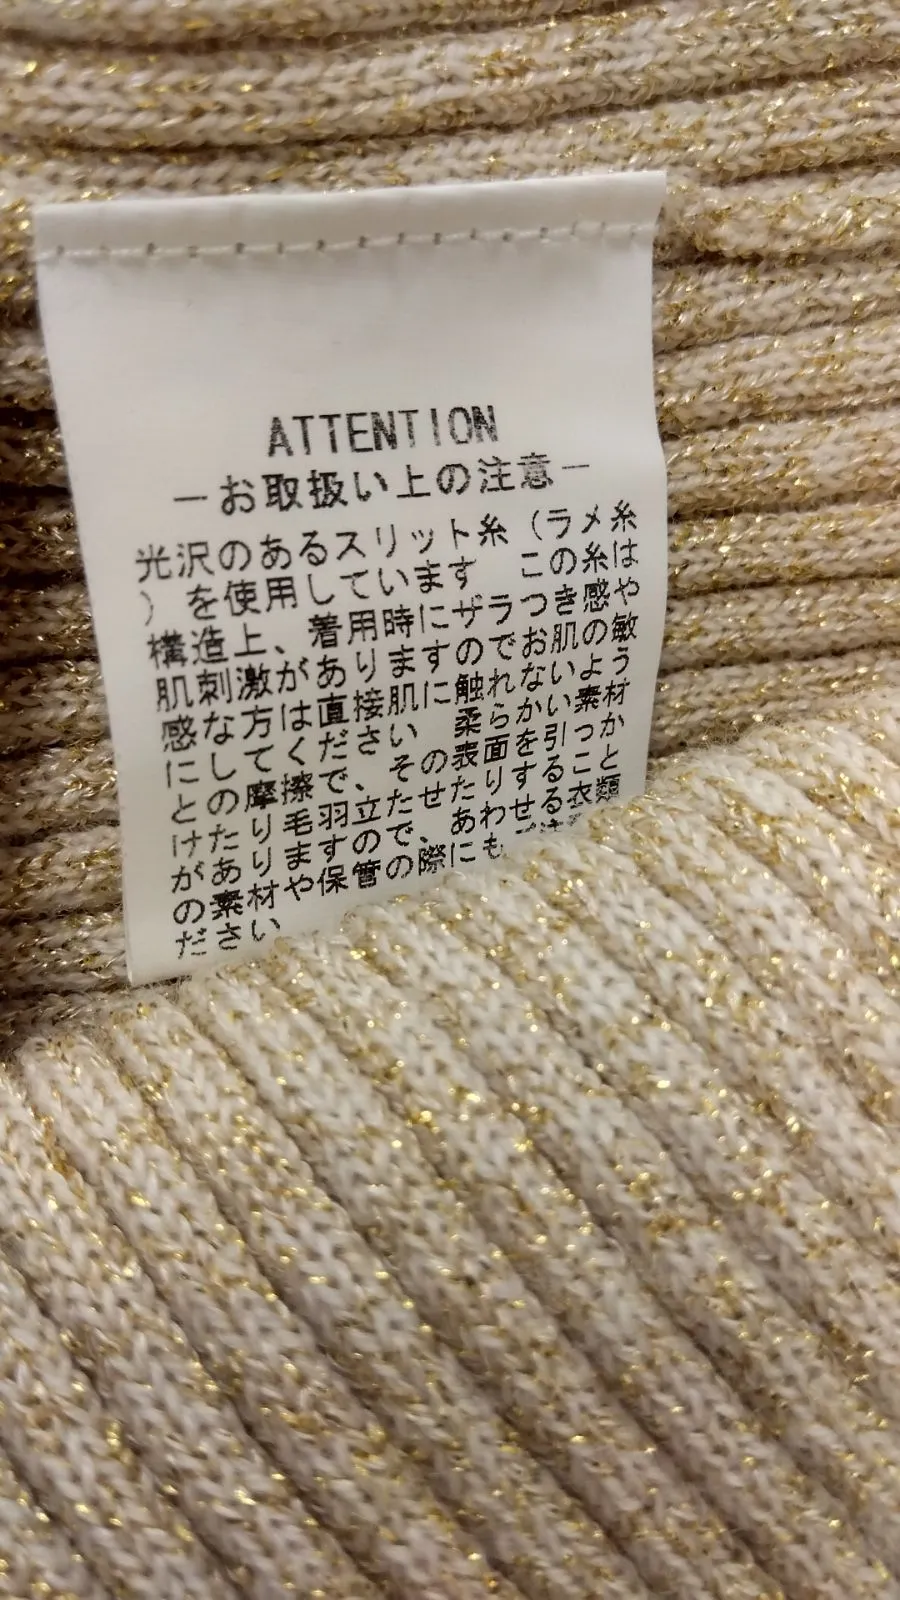 ATTENTION
－お取扱い上の注意－
光沢のあるスリット糸（ラメ糸
）を使用しています　この糸は
構造上、着用時にザラつき感や
肌刺激がありますのでお肌の敏
感な方は直接肌に触れないよう
にしてください　柔らかい素材
との摩擦で、その表面を引っか
けたり毛羽立たせたりすること
がありますので、あわせる衣類
の素材や保管の際にも
ださい